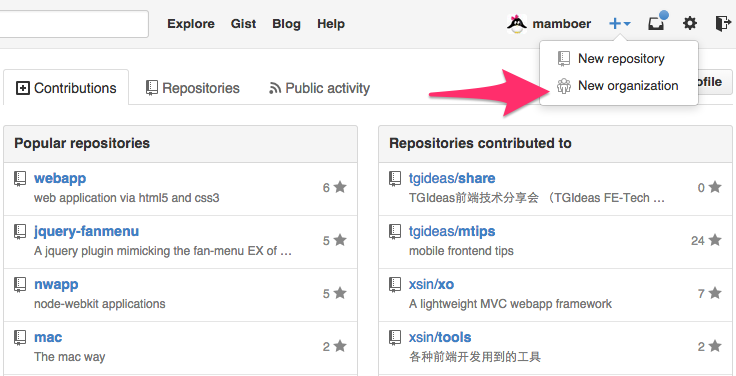 Explore Gist Blog Help mamboer
New repository
New organization
Contributions Repositories Public activity ofile
Popular repositories
webapp 6
web application via html5 and css3
jquery-fanmenu 5
A jquery plugin mimicking the fan-menu EX of …
nwapp 5
node-webkit applications
mac 2
The mac way
Repositories contributed to
tgideas/share 0
TGIdeas前端技术分享会 （TGIdeas FE-Tech …
tgideas/mtips 24
mobile frontend tips
xsin/xo 7
A lightweight MVC webapp framework
xsin/tools 2
各种前端开发用到的工具